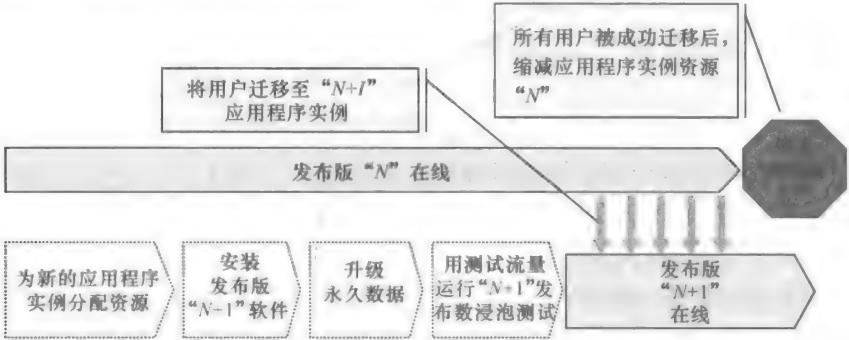 所有用户被成功迁移后，
缩减应用程序实例资源
“N”
将用户迁移至“N+1”
应用程序实例
发布版“N”在线
为新的应用程序
实例分配资源
安装
发布版
“N+1”软件
升级
永久数据
用测试流量
运行“N+1”发
布数浸泡测试
发布版
“N+1”
在线